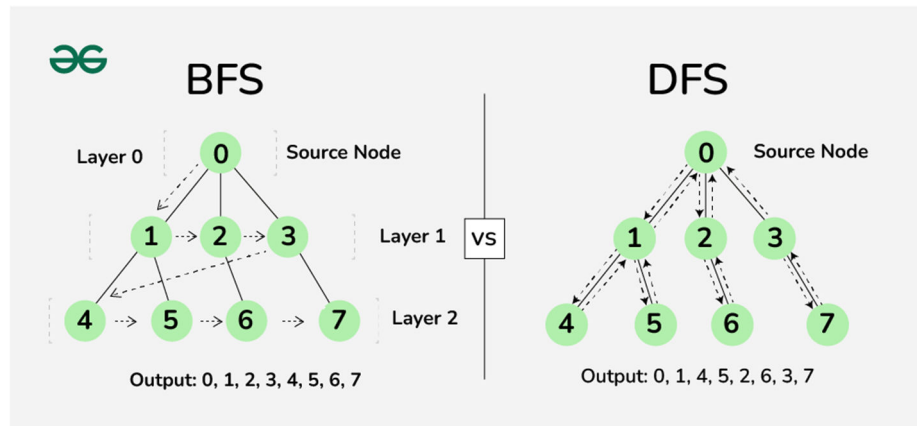 BFS
Layer 0
0
Source Node
1
2
3
Layer 1
4
5
6
7
Layer 2
Output: 0, 1, 2, 3, 4, 5, 6, 7
VS
DFS
0
Source Node
1
2
3
4
5
6
7
Output: 0, 1, 4, 5, 2, 6, 3, 7